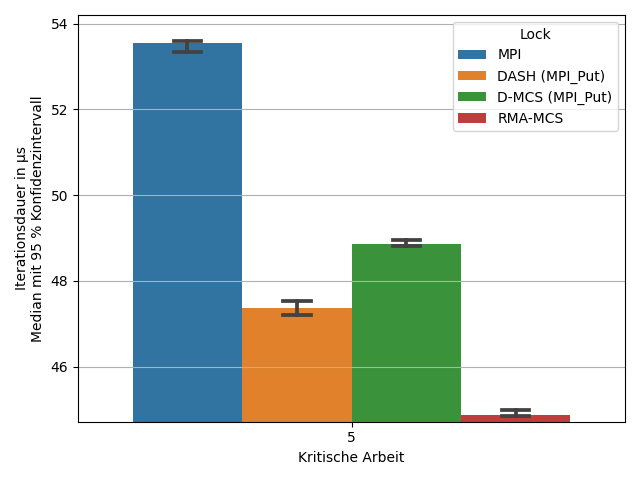 54
52
50
48
46
Iterationsdauer in µs
Median mit 95 % Konfidenzintervall
Lock
MPI
DASH (MPI_Put)
D-MCS (MPI_Put)
RMA-MCS
5
Kritische Arbeit